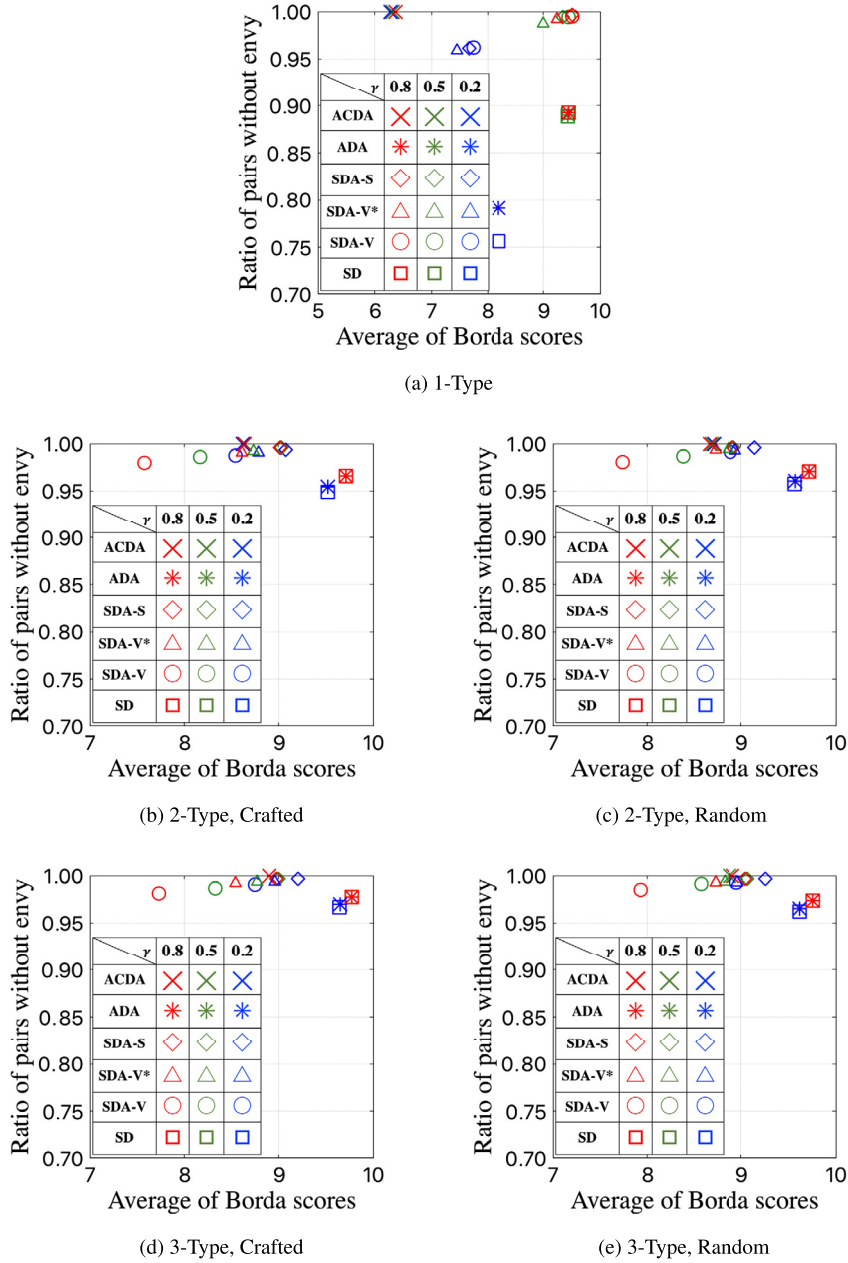 Ratio of pairs without envy
1.00
0.95
0.90
0.85
0.80
0.75
0.70
γ 0.8 0.5 0.2
ACDA
ADA
SDA-S
SDA-V*
SDA-V
SD
5 6 7 8 9 10
Average of Borda scores
(a) 1-Type
Ratio of pairs without envy
1.00
0.95
0.90
0.85
0.80
0.75
0.70
γ 0.8 0.5 0.2
ACDA
ADA
SDA-S
SDA-V*
SDA-V
SD
7 8 9 10
Average of Borda scores
(b) 2-Type, Crafted
Ratio of pairs without envy
1.00
0.95
0.90
0.85
0.80
0.75
0.70
γ 0.8 0.5 0.2
ACDA
ADA
SDA-S
SDA-V*
SDA-V
SD
7 8 9 10
Average of Borda scores
(c) 2-Type, Random
Ratio of pairs without envy
1.00
0.95
0.90
0.85
0.80
0.75
0.70
γ 0.8 0.5 0.2
ACDA
ADA
SDA-S
SDA-V*
SDA-V
SD
7 8 9 10
Average of Borda scores
(d) 3-Type, Crafted
Ratio of pairs without envy
1.00
0.95
0.90
0.85
0.80
0.75
0.70
γ 0.8 0.5 0.2
ACDA
ADA
SDA-S
SDA-V*
SDA-V
SD
7 8 9 10
Average of Borda scores
(e) 3-Type, Random